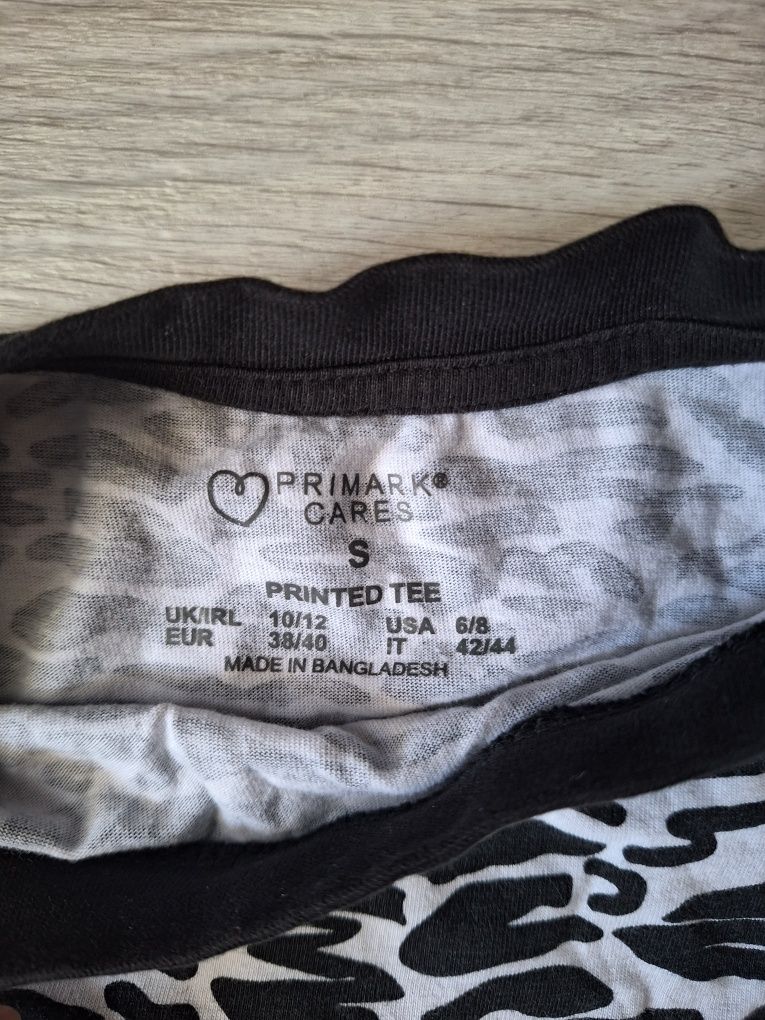 PRIMARK®
CARES
S
PRINTED TEE
UK/IRL 10/12 USA 6/8
EUR 38/40 IT 42/44
MADE IN BANGLADESH